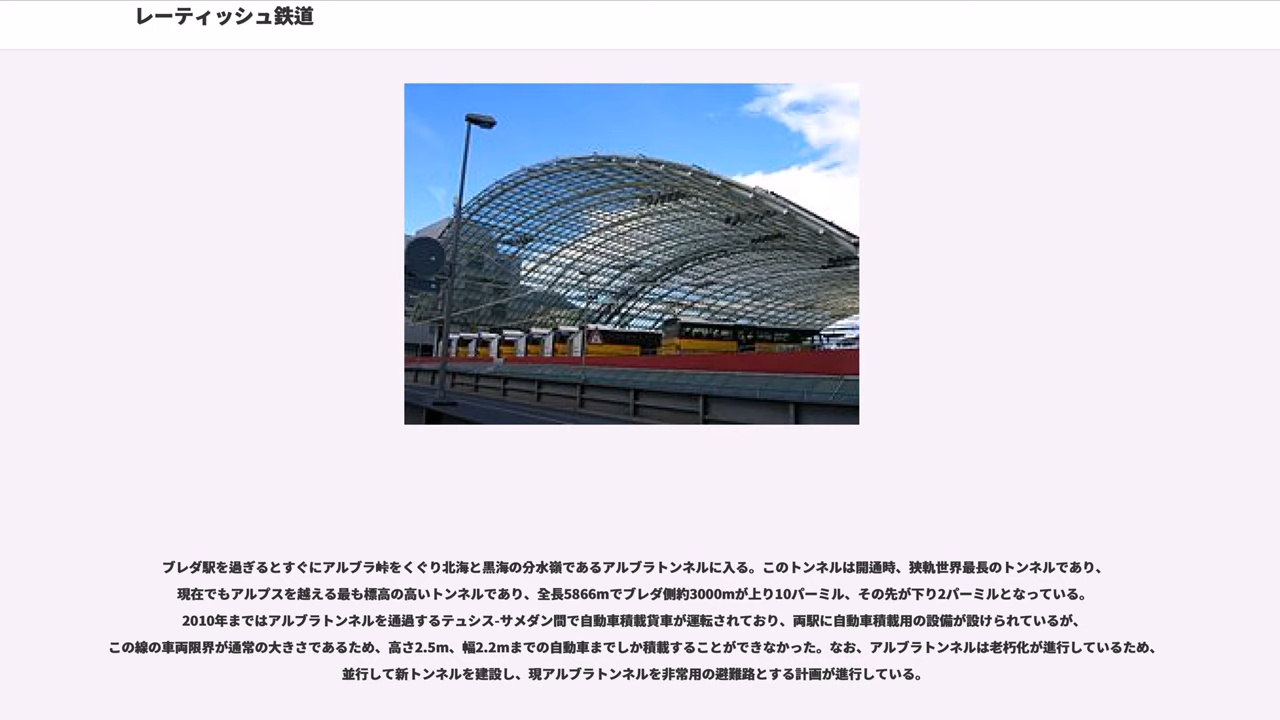 レーティッシュ鉄道
ブレダ駅を過ぎるとすぐにアルブラ峠をくぐり北海と黒海の分水嶺であるアルブラトンネルに入る。このトンネルは開通時、狭軌世界最長のトンネルであり、
現在でもアルプスを越える最も標高の高いトンネルであり、全長5866mでブレダ側約3000mが上り10パーミル、その先が下り2パーミルとなっている。
2010年まではアルブラトンネルを通過するテュシス-サメダン間で自動車積載貨車が運転されており、両駅に自動車積載用の設備が設けられているが、
この線の車両限界が通常の大きさであるため、高さ2.5m、幅2.2mまでの自動車までしか積載することができなかった。なお、アルブラトンネルは老朽化が進行しているため、
並行して新トンネルを建設し、現アルブラトンネルを非常用の避難路とする計画が進行している。